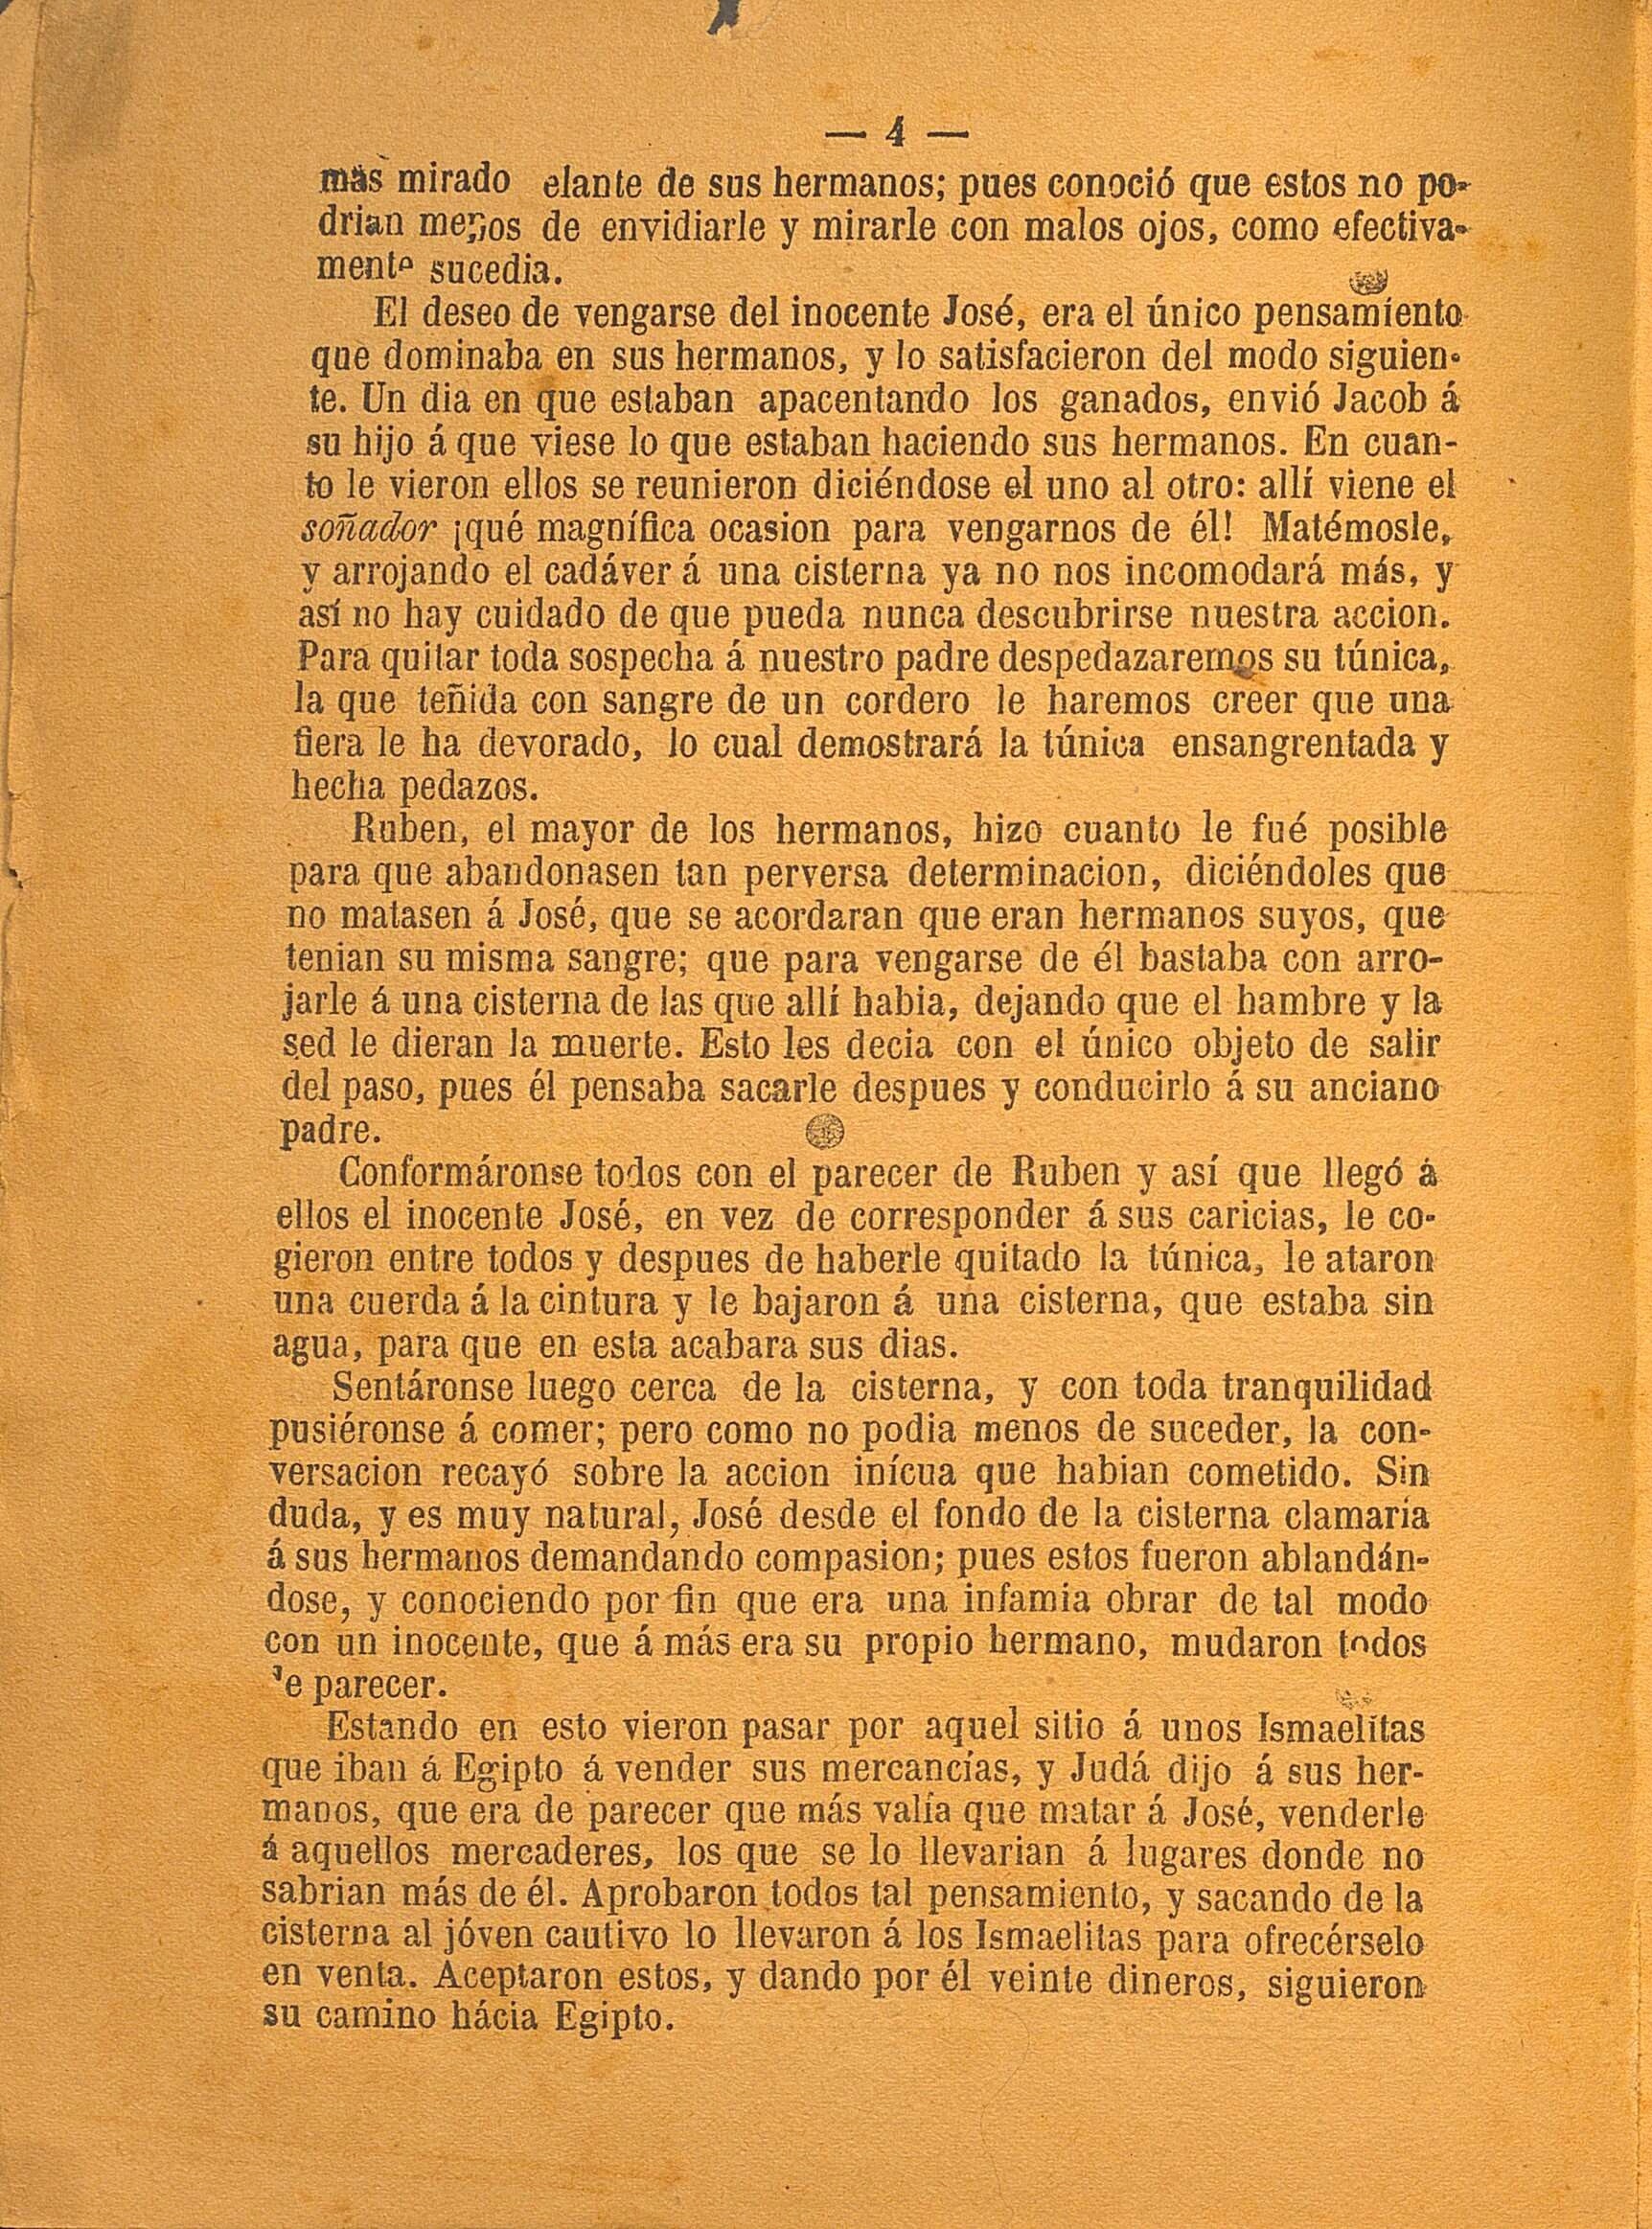 — 4 —
más mirado elante de sus hermanos; pues conoció que estos no po-
drian menos de envidiarle y mirarle con malos ojos, como efectiva-
mente sucedia.
El deseo de vengarse del inocente José, era el único pensamiento
que dominaba en sus hermanos, y lo satisfacieron del modo siguien-
te. Un dia en que estaban apacentando los ganados, envió Jacob á
su hijo á que viese lo que estaban haciendo sus hermanos. En cuan-
to le vieron ellos se reunieron diciéndose el uno al otro: allí viene el
soñador ¡qué magnífica ocasion para vengarnos de él! Matémosle,
y arrojando el cadáver á una cisterna ya no nos incomodará más, y
así no hay cuidado de que pueda nunca descubrirse nuestra accion.
Para quitar toda sospecha á nuestro padre despedazaremos su túnica,
la que teñida con sangre de un cordero le haremos creer que una
fiera le ha devorado, lo cual demostrará la túnica ensangrentada y
hecha pedazos.
Ruben, el mayor de los hermanos, hizo cuanto le fué posible
para que abandonasen tan perversa determinacion, diciéndoles que
no matasen á José, que se acordaran que eran hermanos suyos, que
tenian su misma sangre; que para vengarse de él bastaba con arro-
jarle á una cisterna de las que allí habia, dejando que el hambre y la
sed le dieran la muerte. Esto les decia con el único objeto de salir
del paso, pues él pensaba sacarle despues y conducirlo á su anciano
padre.
Conformáronse todos con el parecer de Ruben y así que llegó á
ellos el inocente José, en vez de corresponder á sus caricias, le co-
gieron entre todos y despues de haberle quitado la túnica, le ataron
una cuerda á la cintura y le bajaron á una cisterna, que estaba sin
agua, para que en esta acabara sus dias.
Sentáronse luego cerca de la cisterna, y con toda tranquilidad
pusiéronse á comer; pero como no podia menos de suceder, la con-
versacion recayó sobre la accion inícua que habian cometido. Sin
duda, y es muy natural, José desde el fondo de la cisterna clamaría
á sus hermanos demandando compasion; pues estos fueron ablandán-
dose, y conociendo por fin que era una infamia obrar de tal modo
con un inocente, que á más era su propio hermano, mudaron todos
de parecer.
Estando en esto vieron pasar por aquel sitio á unos Ismaelitas
que iban á Egipto á vender sus mercancías, y Judá dijo á sus her-
manos, que era de parecer que más valía que matar á José, venderle
á aquellos mercaderes, los que se lo llevarian á lugares donde no
sabrian más de él. Aprobaron todos tal pensamiento, y sacando de la
cisterna al jóven cautivo lo llevaron á los Ismaelitas para ofrecérselo
en venta. Aceptaron estos, y dando por él veinte dineros, siguieron
su camino hácia Egipto.